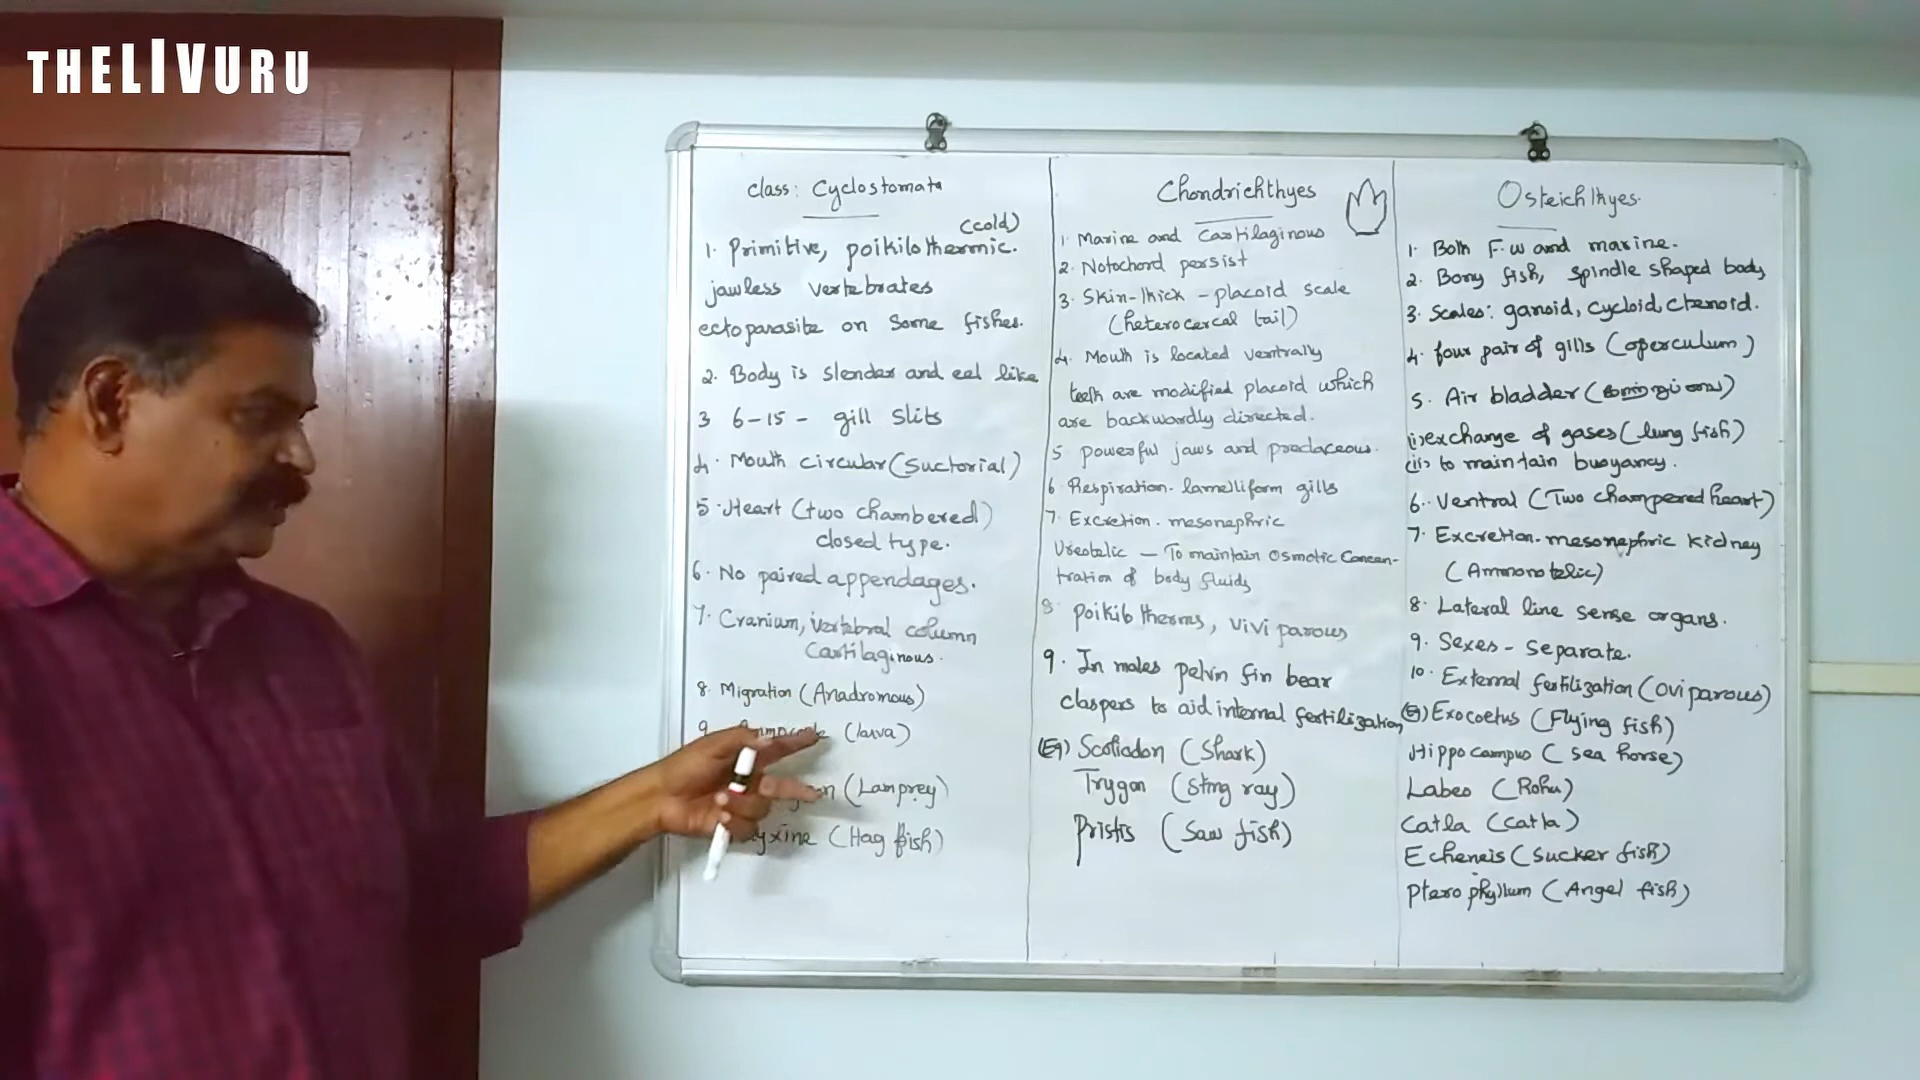 THELIVURU
class: Cyclostomata
(cold)
1. Primitive, poikilothermic.
jawless vertebrates
ectoparasite on some fishes.
2. Body is slender and eel like
3 6-15 - gill slits
4. Mouth circular (suctorial)
5. Heart (two chambered)
closed type.
6. No paired appendages.
7. Cranium, vertebral column
cartilaginous.
8. Migration (Anadromous)
9. (larva)
(Lamprey)
(Hag fish)
Chondrichthyes
1. Marine and cartilaginous
2. Notochord persist
3. Skin-thick - placoid scale
(heterocercal tail)
4. Mouth is located ventrally
teeth are modified placoid which
are backwardly directed.
5 powerful jaws and predaceous.
6 Respiration - lamelliform gills
7. Excretion - mesonephric
Ureotelic - To maintain osmotic concen-
tration of body fluids
8. poikilotherms, viviparous
9. In males pelvin fin bear
claspers to aid internal fertilization
(Eg) Scoliodon (Shark)
Trygon (Sting ray)
Pristis (Saw fish)
Osteichthyes.
1. Both F.w and marine.
2. Bony fish, spindle shaped body
3. Scales: ganoid, cycloid, ctenoid.
4. four pair of gills (operculum)
5. Air bladder
(i) exchange of gases (lung fish)
(ii) to maintain buoyancy.
6. Ventral (Two champered heart)
7. Excretion - mesonephric kidney
(Ammonotelic)
8. Lateral line sense organs.
9. Sexes - Separate.
10. External fertilization (oviparous)
(Eg) Exocoetus (Flying fish)
Hippocampus (sea horse)
Labeo (Rohu)
Catla (catla)
Echeneis (sucker fish)
Pterophyllum (Angel fish)